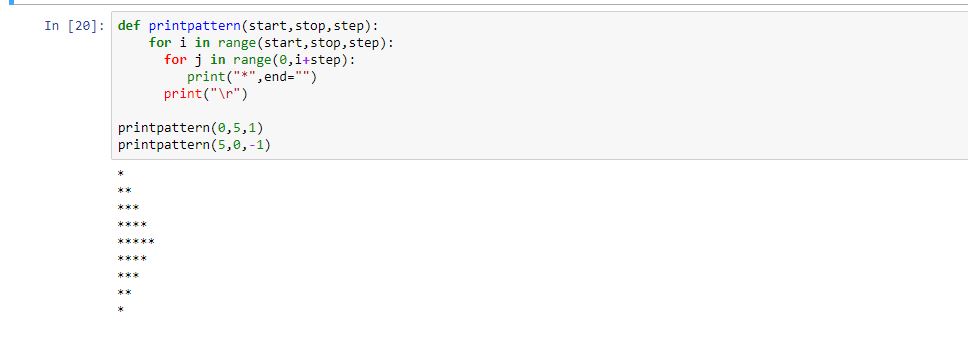 In [20]: def printpattern(start,stop,step):
    for i in range(start,stop,step):
      for j in range(0,i+step):
         print("*",end="")
      print("\r")

printpattern(0,5,1)
printpattern(5,0,-1)
*
**
***
****
*****
****
***
**
*